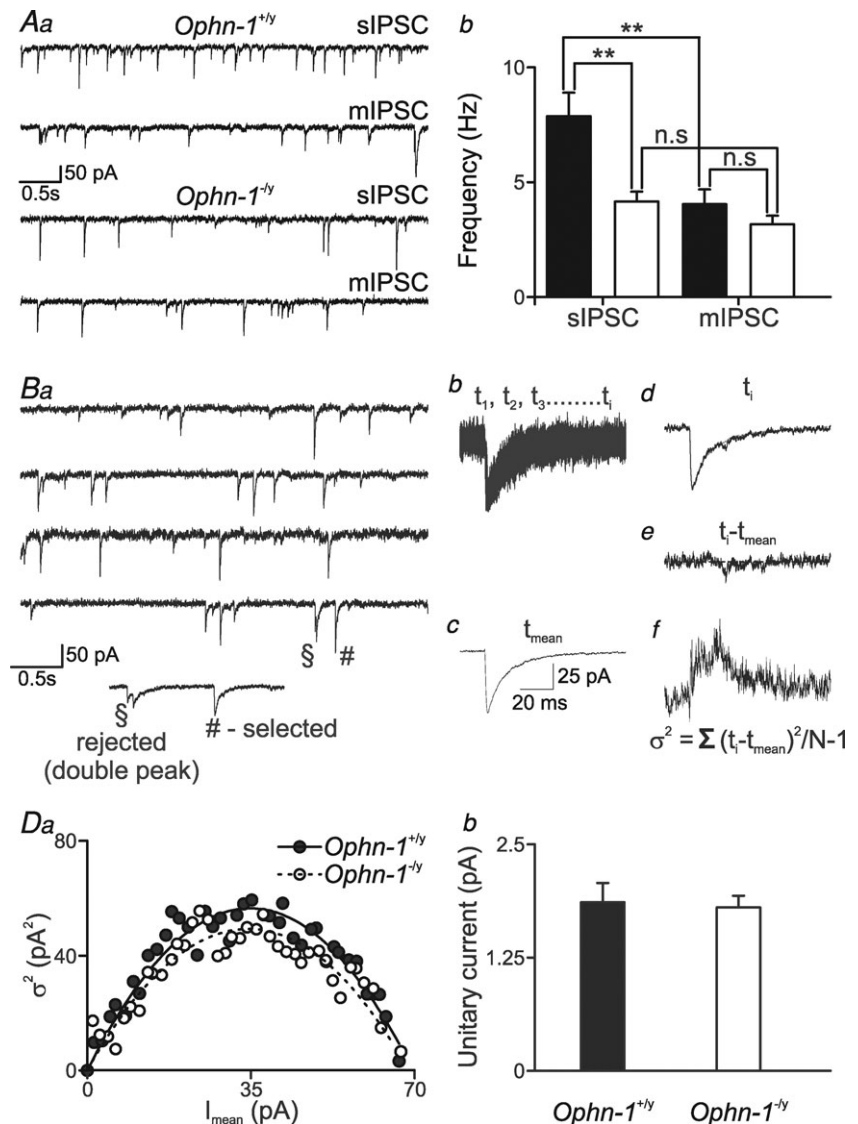 Aa
Ophn-1+/y
sIPSC
mIPSC
50 pA
0.5s
Ophn-1-/y
sIPSC
mIPSC
b
**
**
n.s
n.s
10
5
0
Frequency (Hz)
sIPSC
mIPSC
Ba
§
#
50 pA
0.5s
§
# - selected
rejected
(double peak)
b
t1, t2, t3........ti
c
tmean
25 pA
20 ms
d
ti
e
ti-tmean
f
σ2 = Σ (ti-tmean)2/N-1
Da
80
40
0
σ2 (pA2)
Ophn-1+/y
Ophn-1-/y
0
35
70
Imean (pA)
b
2.5
1.25
0
Unitary current (pA)
Ophn-1+/y
Ophn-1-/y